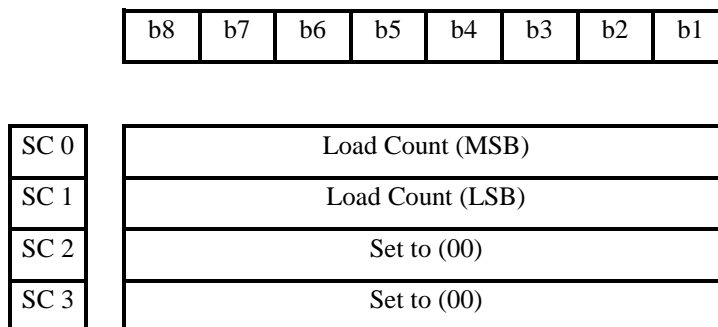 b8 b7 b6 b5 b4 b3 b2 b1
SC 0 Load Count (MSB)
SC 1 Load Count (LSB)
SC 2 Set to (00)
SC 3 Set to (00)